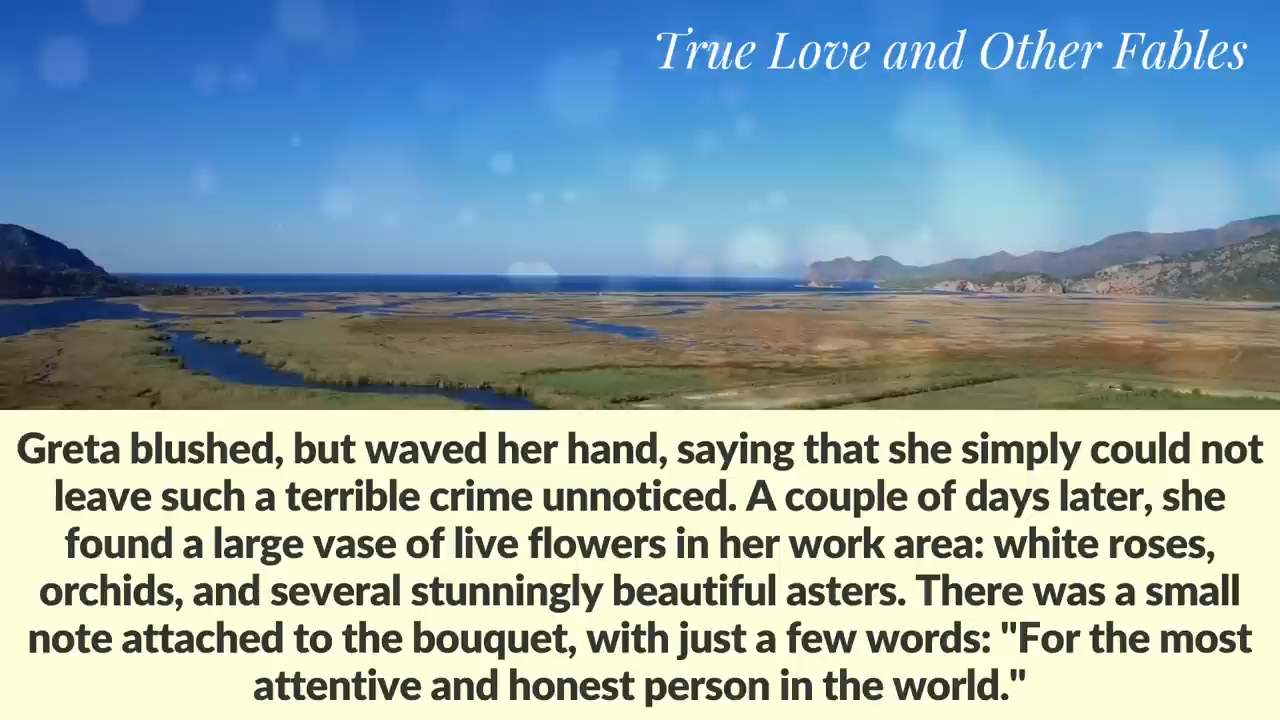 True Love and Other Fables
Greta blushed, but waved her hand, saying that she simply could not
leave such a terrible crime unnoticed. A couple of days later, she
found a large vase of live flowers in her work area: white roses,
orchids, and several stunningly beautiful asters. There was a small
note attached to the bouquet, with just a few words: "For the most
attentive and honest person in the world."